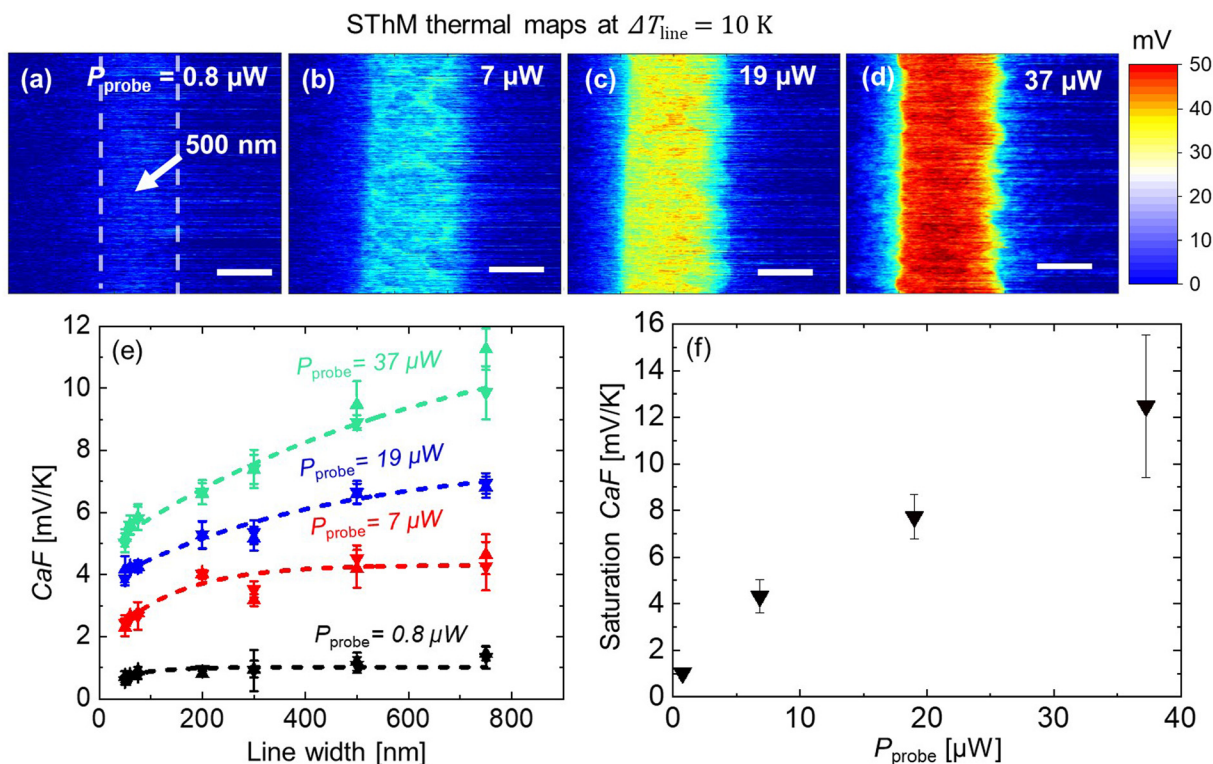 SThM thermal maps at ΔT_line = 10 K
(a) P_probe = 0.8 µW
500 nm
(b) 7 µW
(c) 19 µW
(d) 37 µW
mV
50
40
30
20
10
0
(e)
12
10
8
6
4
2
0
CaF [mV/K]
P_probe = 37 µW
P_probe = 19 µW
P_probe = 7 µW
P_probe = 0.8 µW
0 200 400 600 800
Line width [nm]
(f)
16
14
12
10
8
6
4
2
0
Saturation CaF [mV/K]
0 10 20 30 40
P_probe [µW]